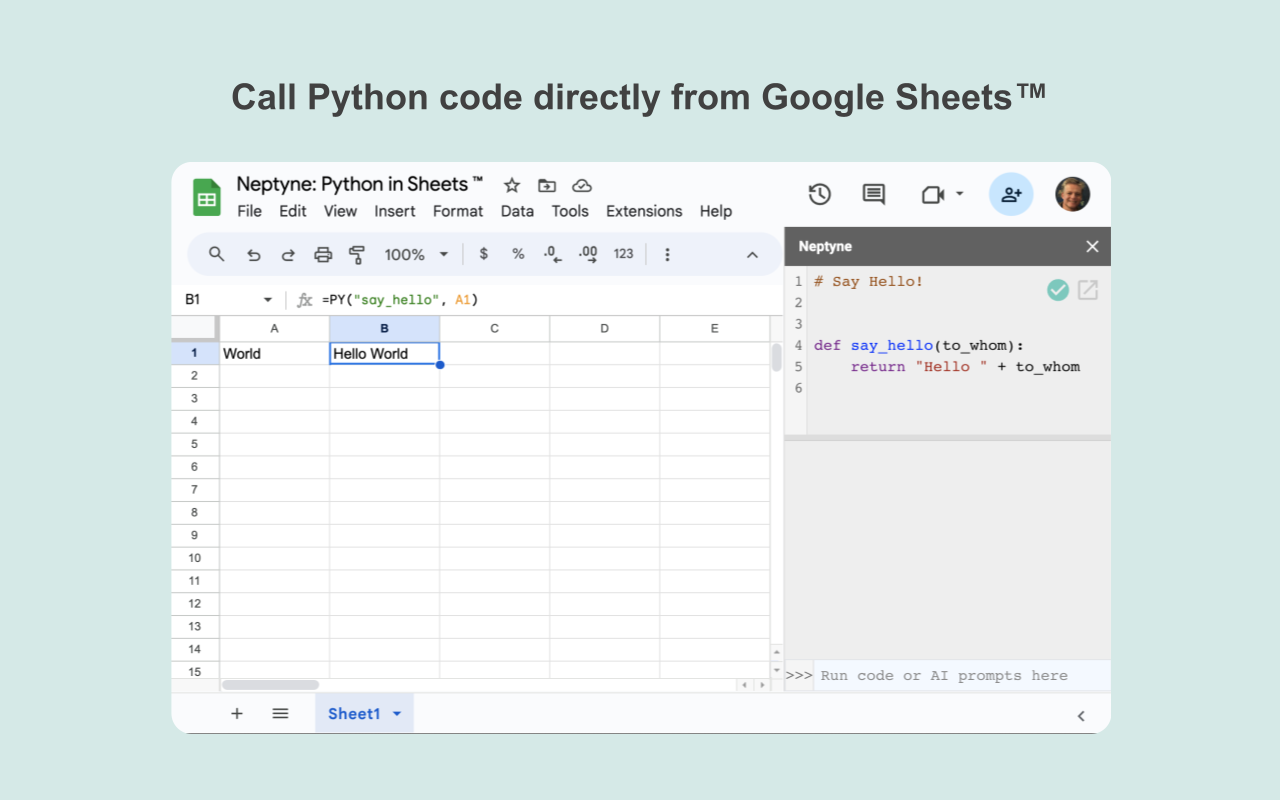 Call Python code directly from Google Sheets™
Neptyne: Python in Sheets ™
File Edit View Insert Format Data Tools Extensions Help
100% $ % .0 .00 123
Neptyne
B1 fx =PY("say_hello", A1)
A B C D E
1 World Hello World
2
3
4
5
6
7
8
9
10
11
12
13
14
15
1 # Say Hello!
2
3
4 def say_hello(to_whom):
5 return "Hello " + to_whom
6
>>> Run code or AI prompts here
Sheet1